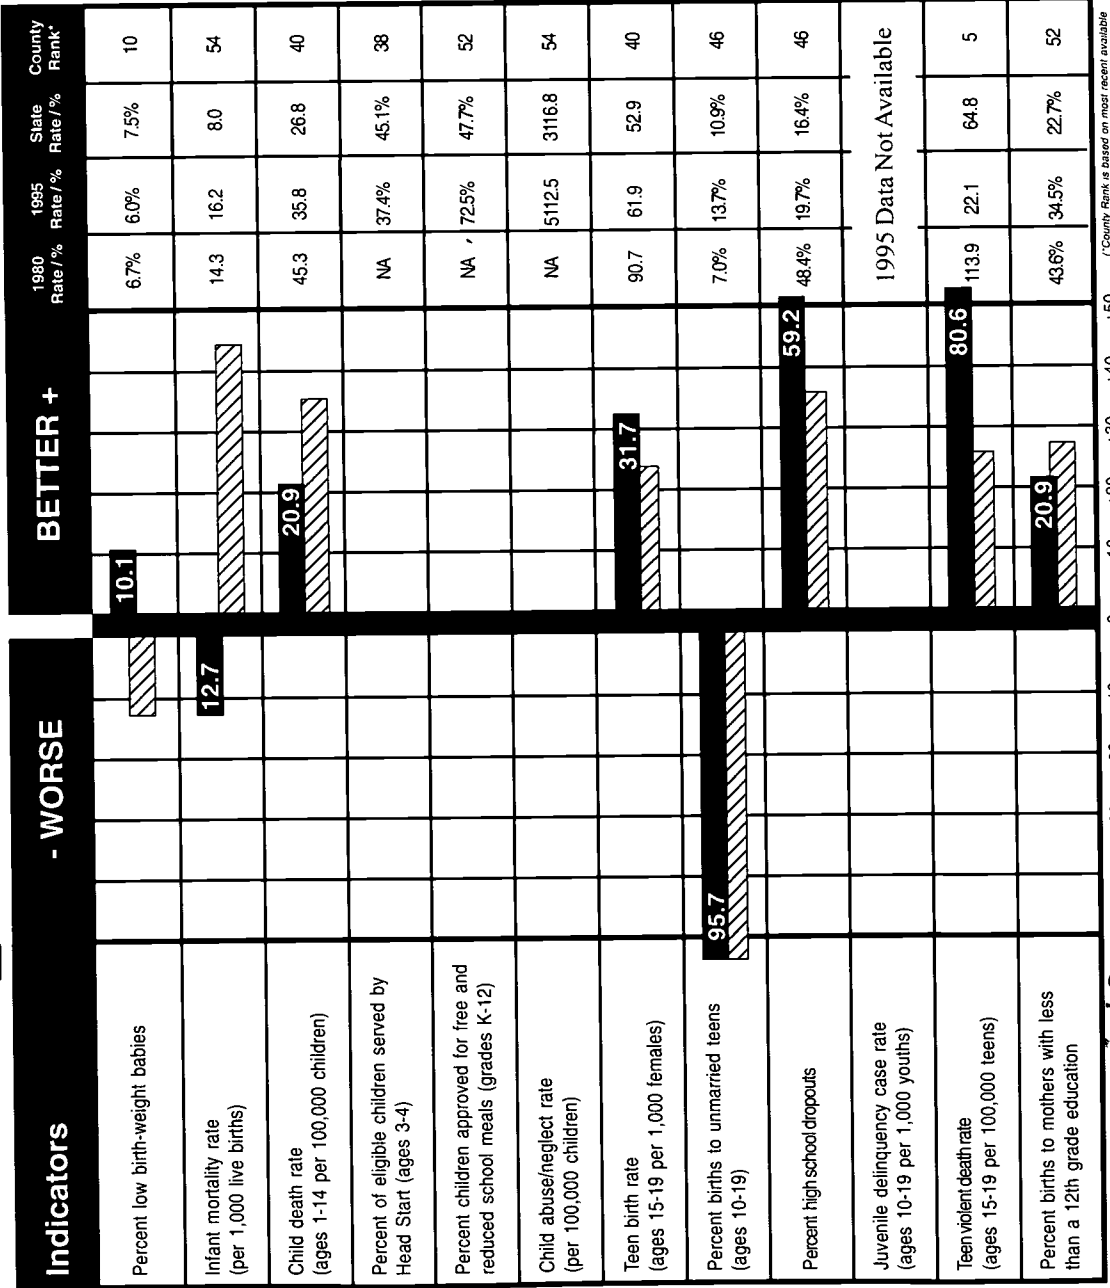 Indicators
- WORSE
BETTER +
1980
Rate / %
1995
Rate / %
State
Rate / %
County
Rank*
Percent low birth-weight babies
10.1
6.7%
6.0%
7.5%
10
Infant mortality rate
(per 1,000 live births)
12.7
14.3
16.2
8.0
54
Child death rate
(ages 1-14 per 100,000 children)
20.9
45.3
35.8
26.8
40
Percent of eligible children served by
Head Start (ages 3-4)
NA
37.4%
45.1%
38
Percent children approved for free and
reduced school meals (grades K-12)
NA
72.5%
47.7%
52
Child abuse/neglect rate
(per 100,000 children)
NA
5112.5
3116.8
54
Teen birth rate
(ages 15-19 per 1,000 females)
31.7
90.7
61.9
52.9
40
Percent births to unmarried teens
(ages 10-19)
95.7
7.0%
13.7%
10.9%
46
Percent high school dropouts
59.2
48.4%
19.7%
16.4%
46
Juvenile delinquency case rate
(ages 10-19 per 1,000 youths)
1995 Data Not Available
Teen violent death rate
(ages 15-19 per 100,000 teens)
80.6
113.9
22.1
64.8
5
Percent births to mothers with less
than a 12th grade education
20.9
43.6%
34.5%
22.7%
52
(*County Rank is based on most recent available